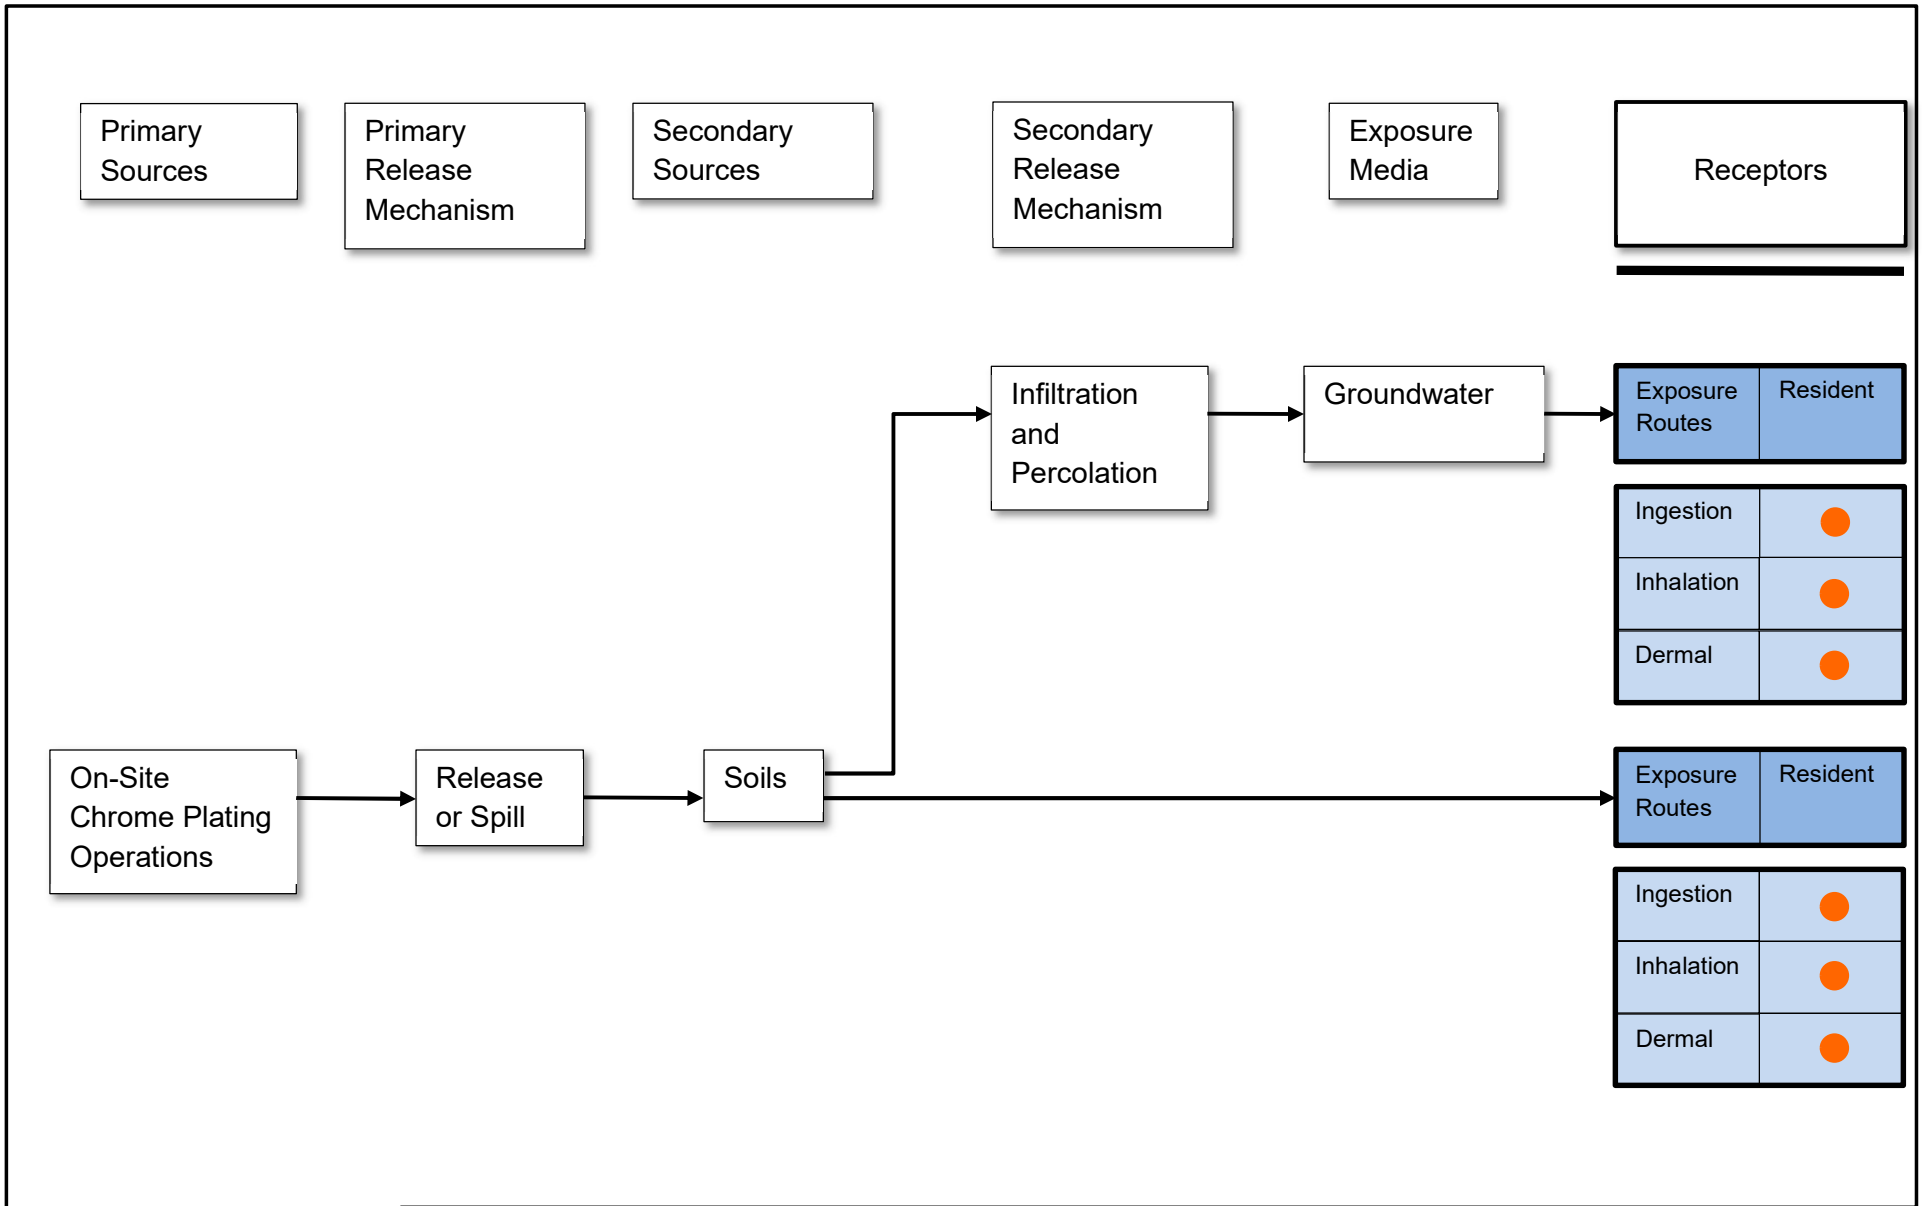 Primary
Sources
Primary
Release
Mechanism
Secondary
Sources
Secondary
Release
Mechanism
Exposure
Media
Receptors
Infiltration
and
Percolation
Groundwater
Exposure
Routes
Resident
Ingestion
Inhalation
Dermal
On-Site
Chrome Plating
Operations
Release
or Spill
Soils
Exposure
Routes
Resident
Ingestion
Inhalation
Dermal